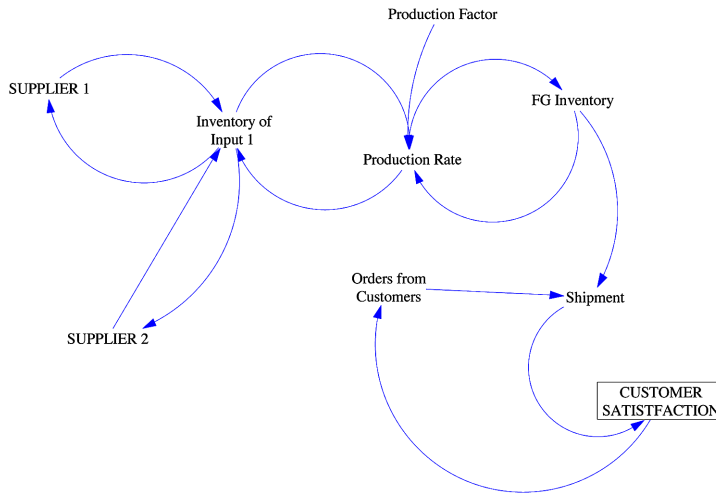 Production Factor
SUPPLIER 1
FG Inventory
Inventory of
Input 1
Production Rate
Orders from
Customers
Shipment
SUPPLIER 2
CUSTOMER
SATISTFACTION